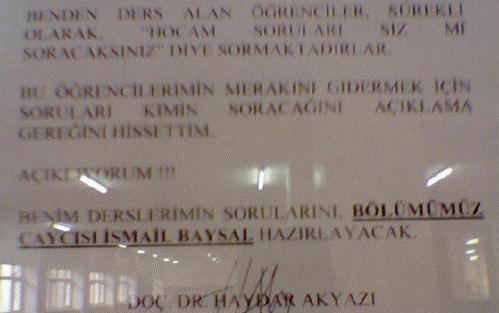 BENDEN DERS ALAN ÖĞRENCİLER, SÜREKLİ
OLARAK, "HOCAM SORULARI SİZ Mİ
SORACAKSINIZ" DİYE SORMAKTADIRLAR.
BU ÖĞRENCİLERİMİN MERAKINI GİDERMEK İÇİN
SORULARI KİMİN SORACAĞINI AÇIKLAMA
GEREĞİNİ HİSSETTİM.
AÇIKLIYORUM !!!
BENİM DERSLERİMİN SORULARINI, BÖLÜMÜMÜZ
ÇAYCISI İSMAİL BAYSAL HAZIRLAYACAK.
DOÇ. DR. HAYDAR AKYAZI